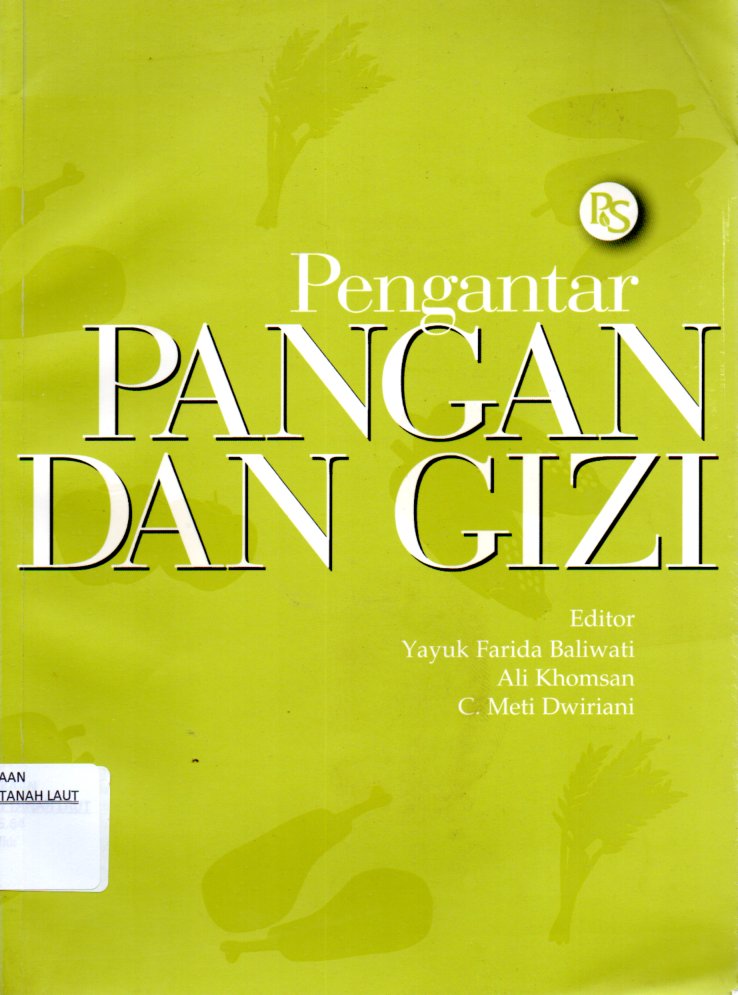 PS
Pengantar
PANGAN
DAN GIZI
Editor
Yayuk Farida Baliwati
Ali Khomsan
C. Meti Dwiriani
AAN
TANAH LAUT